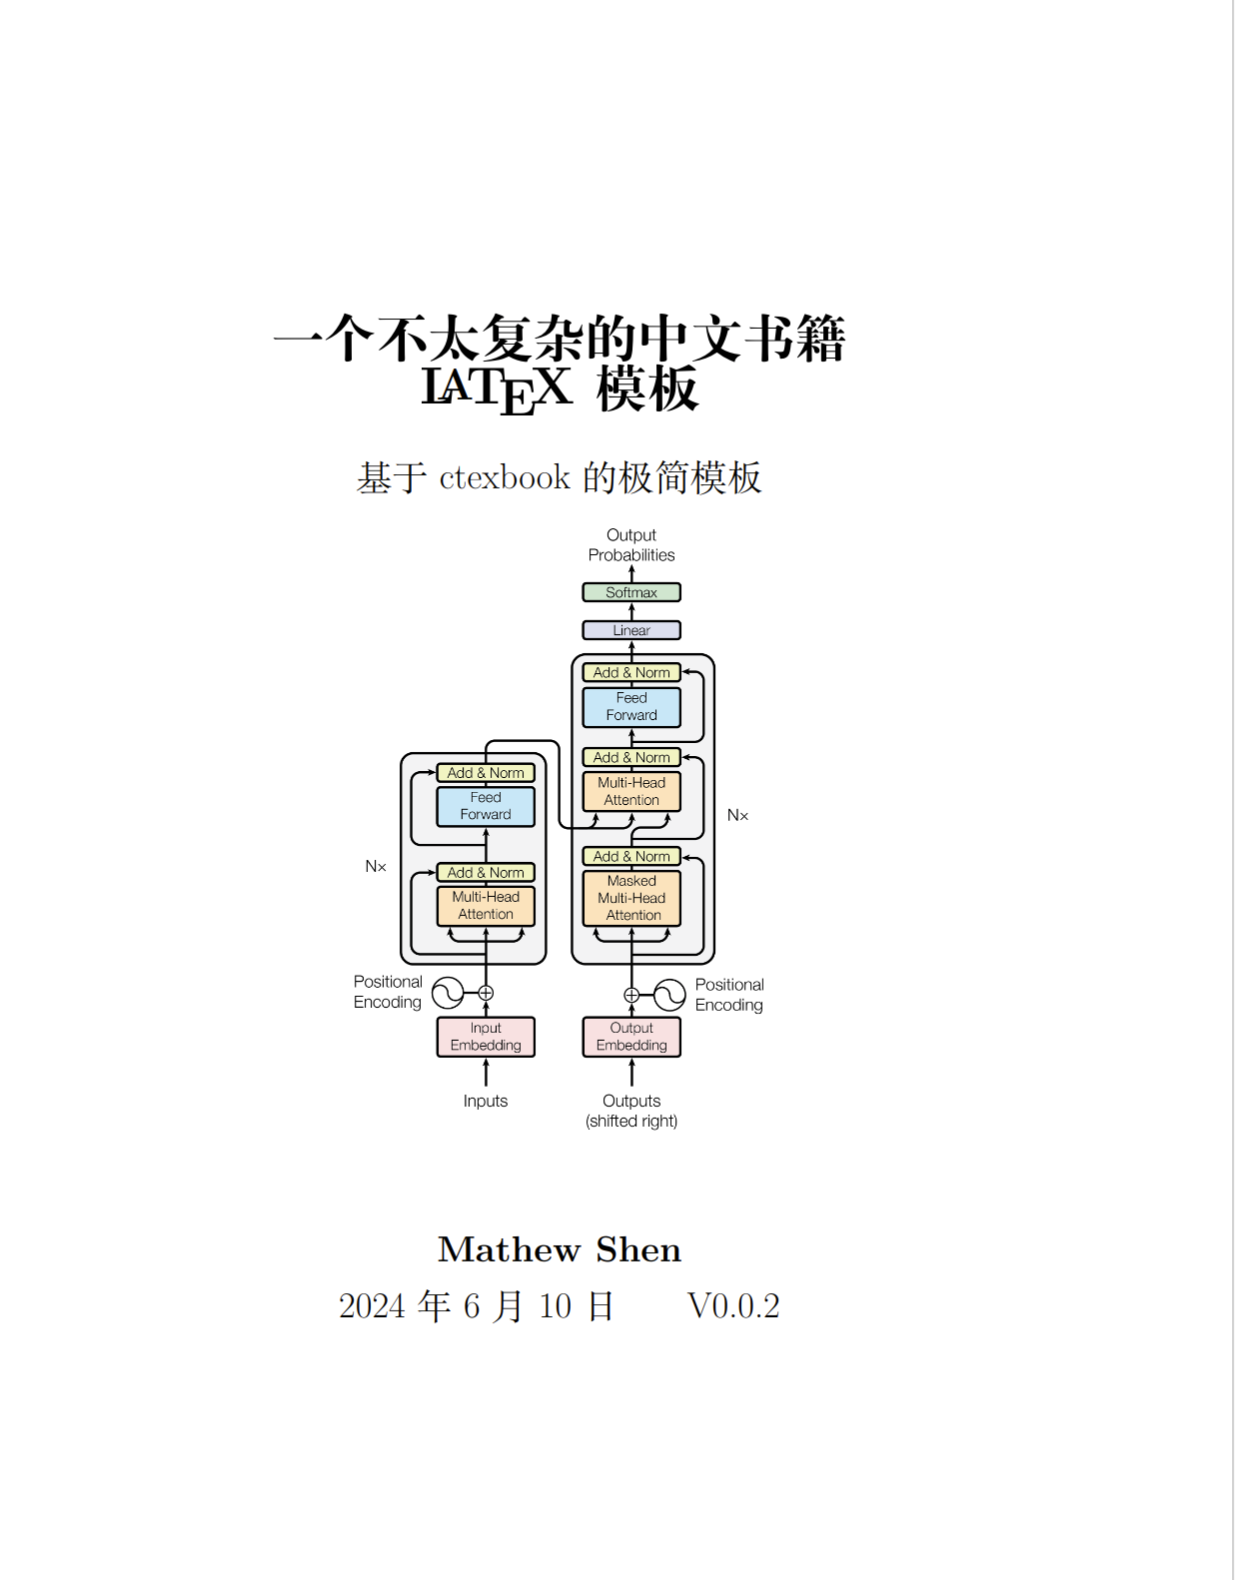 一个不太复杂的中文书籍
LATEX 模板
基于 ctexbook 的极简模板
Output
Probabilities
Softmax
Linear
Add & Norm
Feed
Forward
Add & Norm
Multi-Head
Attention
Nx
Add & Norm
Masked
Multi-Head
Attention
Add & Norm
Feed
Forward
N×
Add & Norm
Multi-Head
Attention
Positional
Encoding
Positional
Encoding
Input
Embedding
Output
Embedding
Inputs
Outputs
(shifted right)
Mathew Shen
2024 年 6 月 10 日 V0.0.2